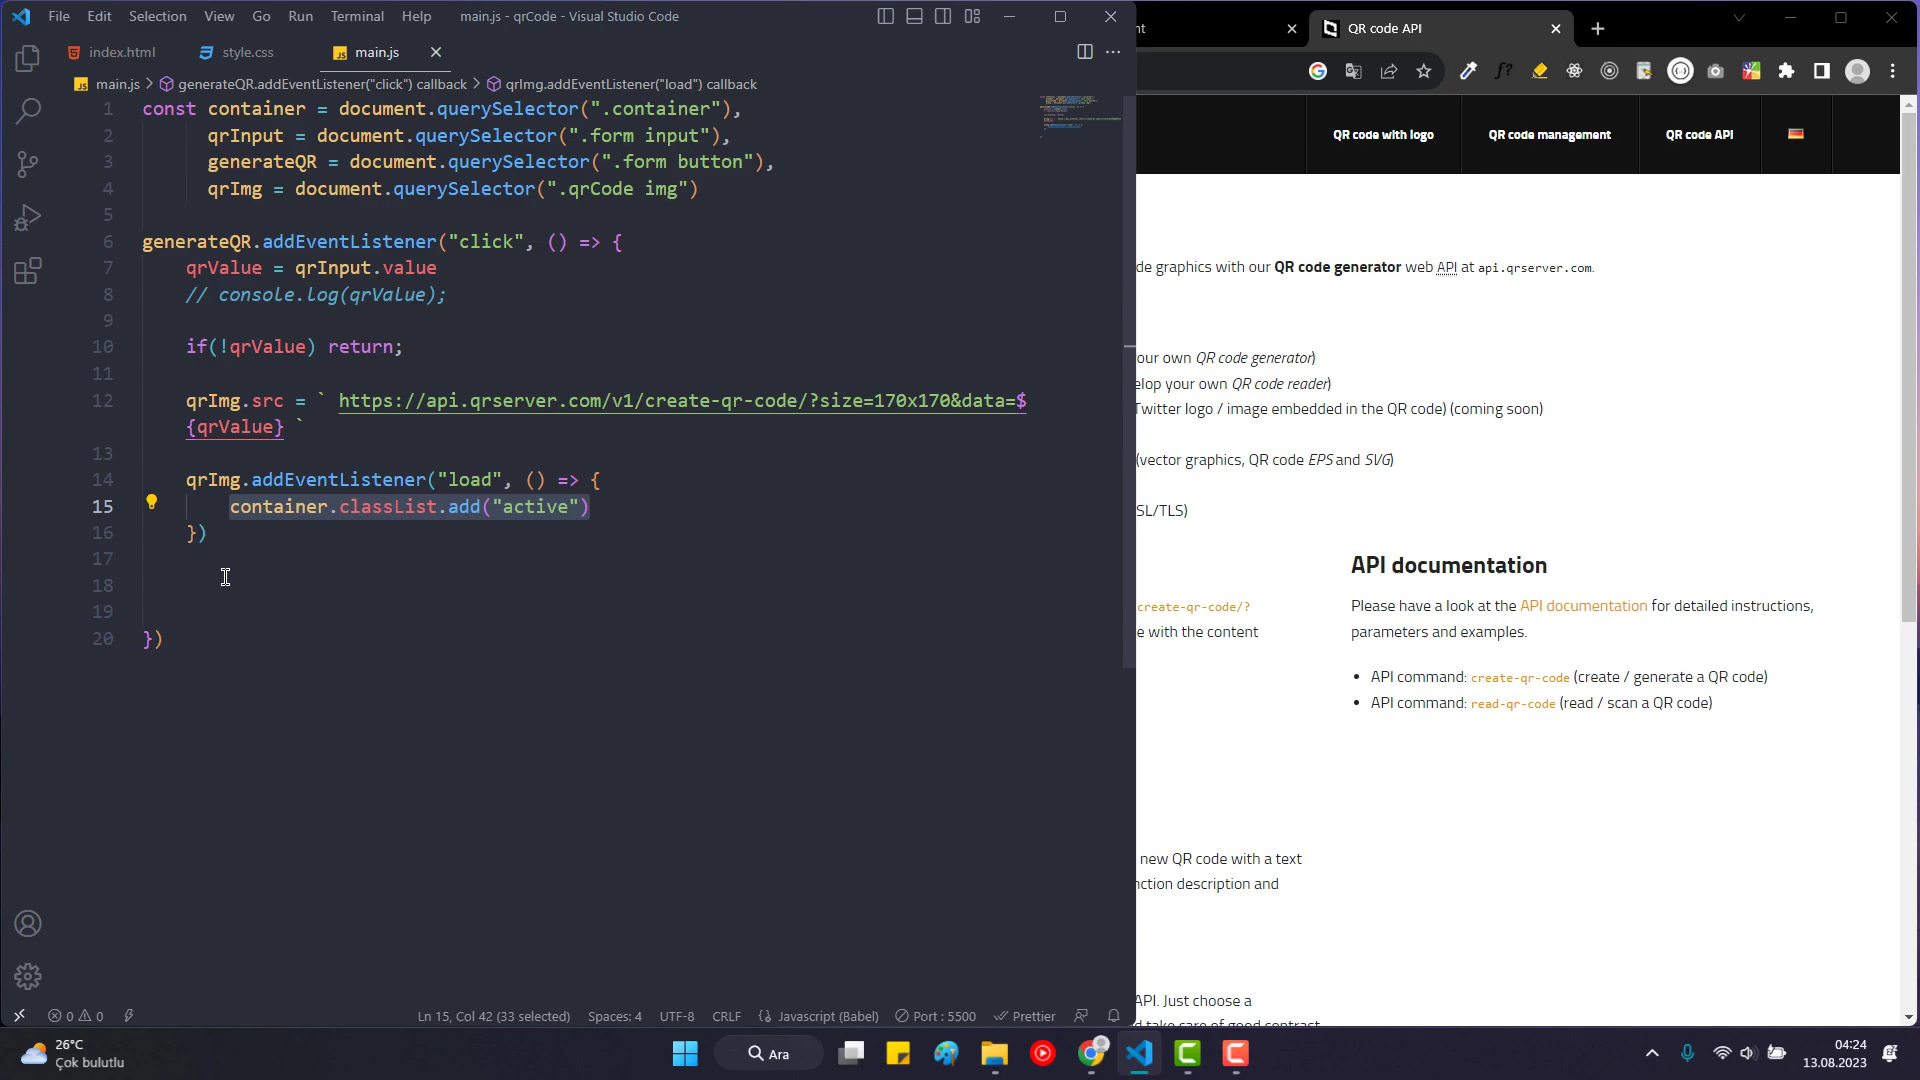 File Edit Selection View Go Run Terminal Help main.js - qrCode - Visual Studio Code
index.html style.css main.js
main.js > generateQR.addEventListener("click") callback > qrImg.addEventListener("load") callback
1 const container = document.querySelector(".container"),
2 qrInput = document.querySelector(".form input"),
3 generateQR = document.querySelector(".form button"),
4 qrImg = document.querySelector(".qrCode img")
5
6 generateQR.addEventListener("click", () => {
7 qrValue = qrInput.value
8 // console.log(qrValue);
9
10 if(!qrValue) return;
11
12 qrImg.src = ` https://api.qrserver.com/v1/create-qr-code/?size=170x170&data=$
{qrValue} `
13
14 qrImg.addEventListener("load", () => {
15 container.classList.add("active")
16 })
17
18
19
20 })
0 0 Ln 15, Col 42 (33 selected) Spaces: 4 UTF-8 CRLF Javascript (Babel) Port : 5500 Prettier
nt QR code API
QR code with logo QR code management QR code API
de graphics with our QR code generator web API at api.qrserver.com.
our own QR code generator)
elop your own QR code reader)
Twitter logo / image embedded in the QR code) (coming soon)
(vector graphics, QR code EPS and SVG)
SL/TLS)
create-qr-code/?
e with the content
API documentation
Please have a look at the API documentation for detailed instructions,
parameters and examples.
• API command: create-qr-code (create / generate a QR code)
• API command: read-qr-code (read / scan a QR code)
new QR code with a text
nction description and
API. Just choose a
d take care of good contrast
26°C
Çok bulutlu
Ara
04:24
13.08.2023